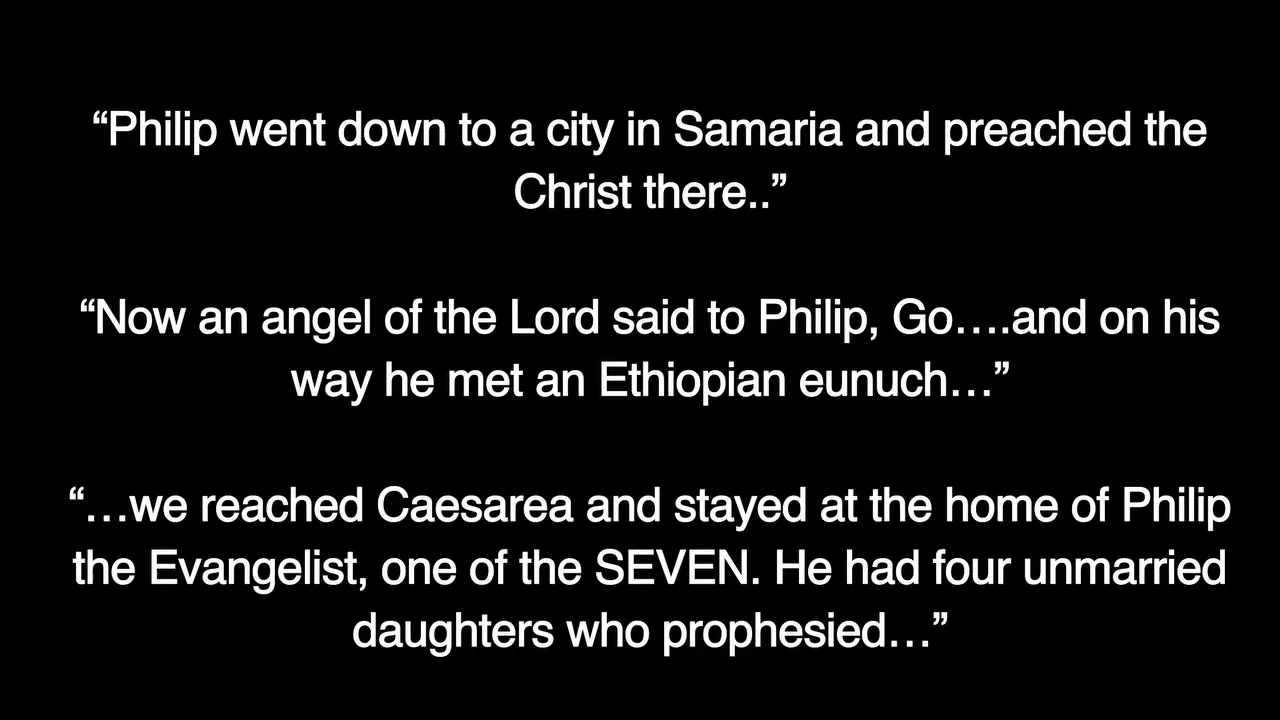 “Philip went down to a city in Samaria and preached the
Christ there..”
“Now an angel of the Lord said to Philip, Go….and on his
way he met an Ethiopian eunuch…”
“…we reached Caesarea and stayed at the home of Philip
the Evangelist, one of the SEVEN. He had four unmarried
daughters who prophesied…”